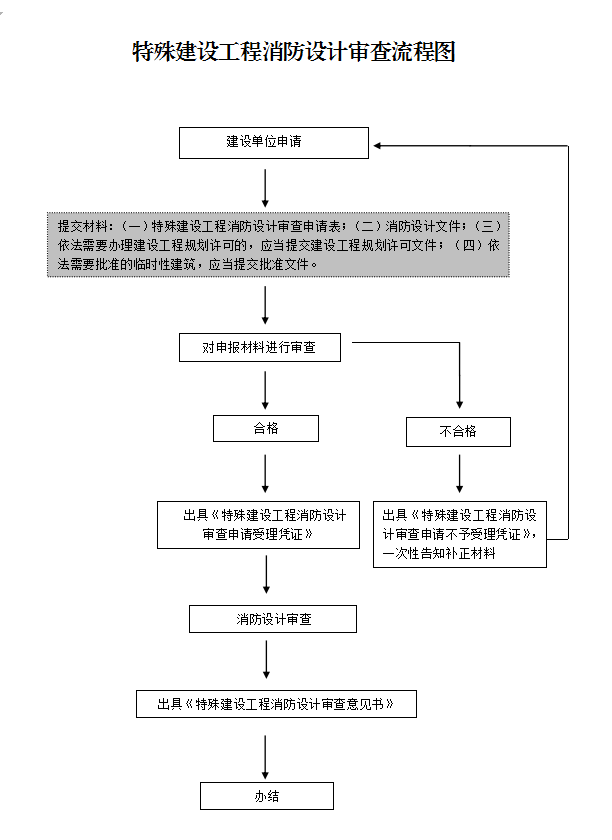 特殊建设工程消防设计审查流程图
建设单位申请
提交材料：（一）特殊建设工程消防设计审查申请表；（二）消防设计文件；（三）
依法需要办理建设工程规划许可的，应当提交建设工程规划许可文件；（四）依
法需要批准的临时性建筑，应当提交批准文件。
对申报材料进行审查
合格
不合格
出具《特殊建设工程消防设计
审查申请受理凭证》
出具《特殊建设工程消防设
计审查申请不予受理凭证》，
一次性告知补正材料
消防设计审查
出具《特殊建设工程消防设计审查意见书》
办结